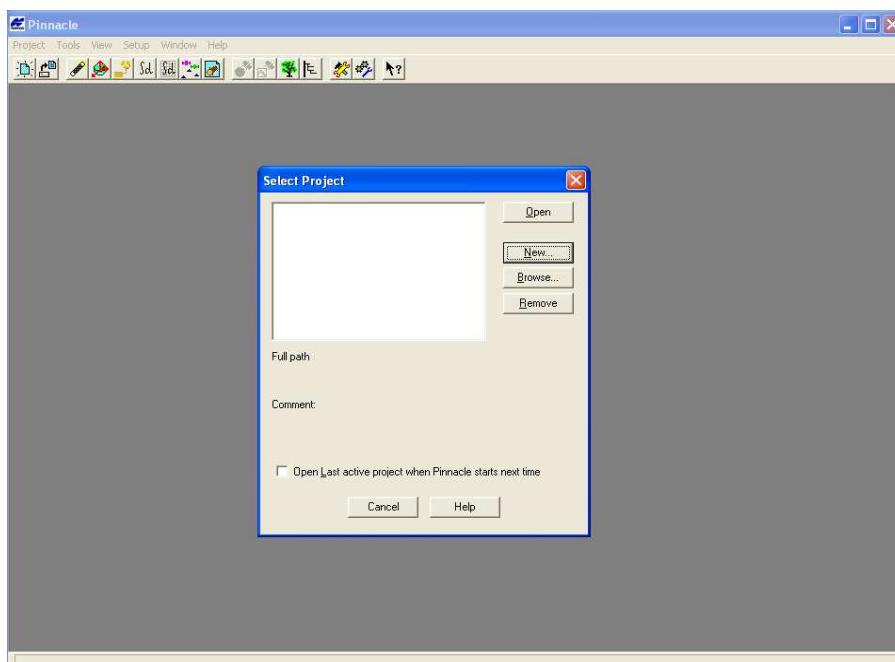 Pinnacle
Project Tools View Setup Window Help
Select Project
Open
New...
Browse...
Remove
Full path
Comment:
Open Last active project when Pinnacle starts next time
Cancel Help